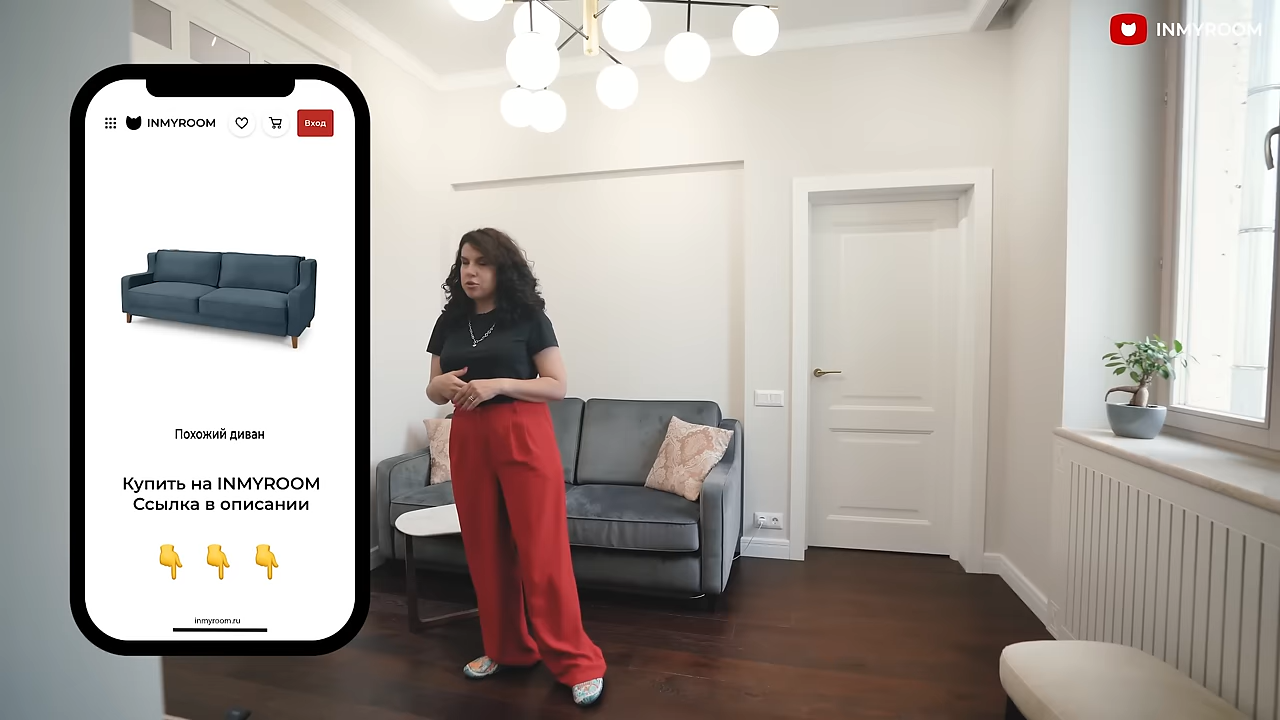 INMYROOM
INMYROOM
Вход
Похожий диван
Купить на INMYROOM
Ссылка в описании
inmyroom.ru